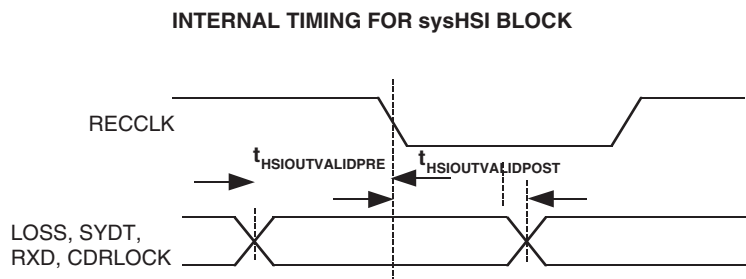 INTERNAL TIMING FOR sysHSI BLOCK
RECCLK
tHSIOUTVALIDPRE
tHSIOUTVALIDPOST
LOSS, SYDT,
RXD, CDRLOCK